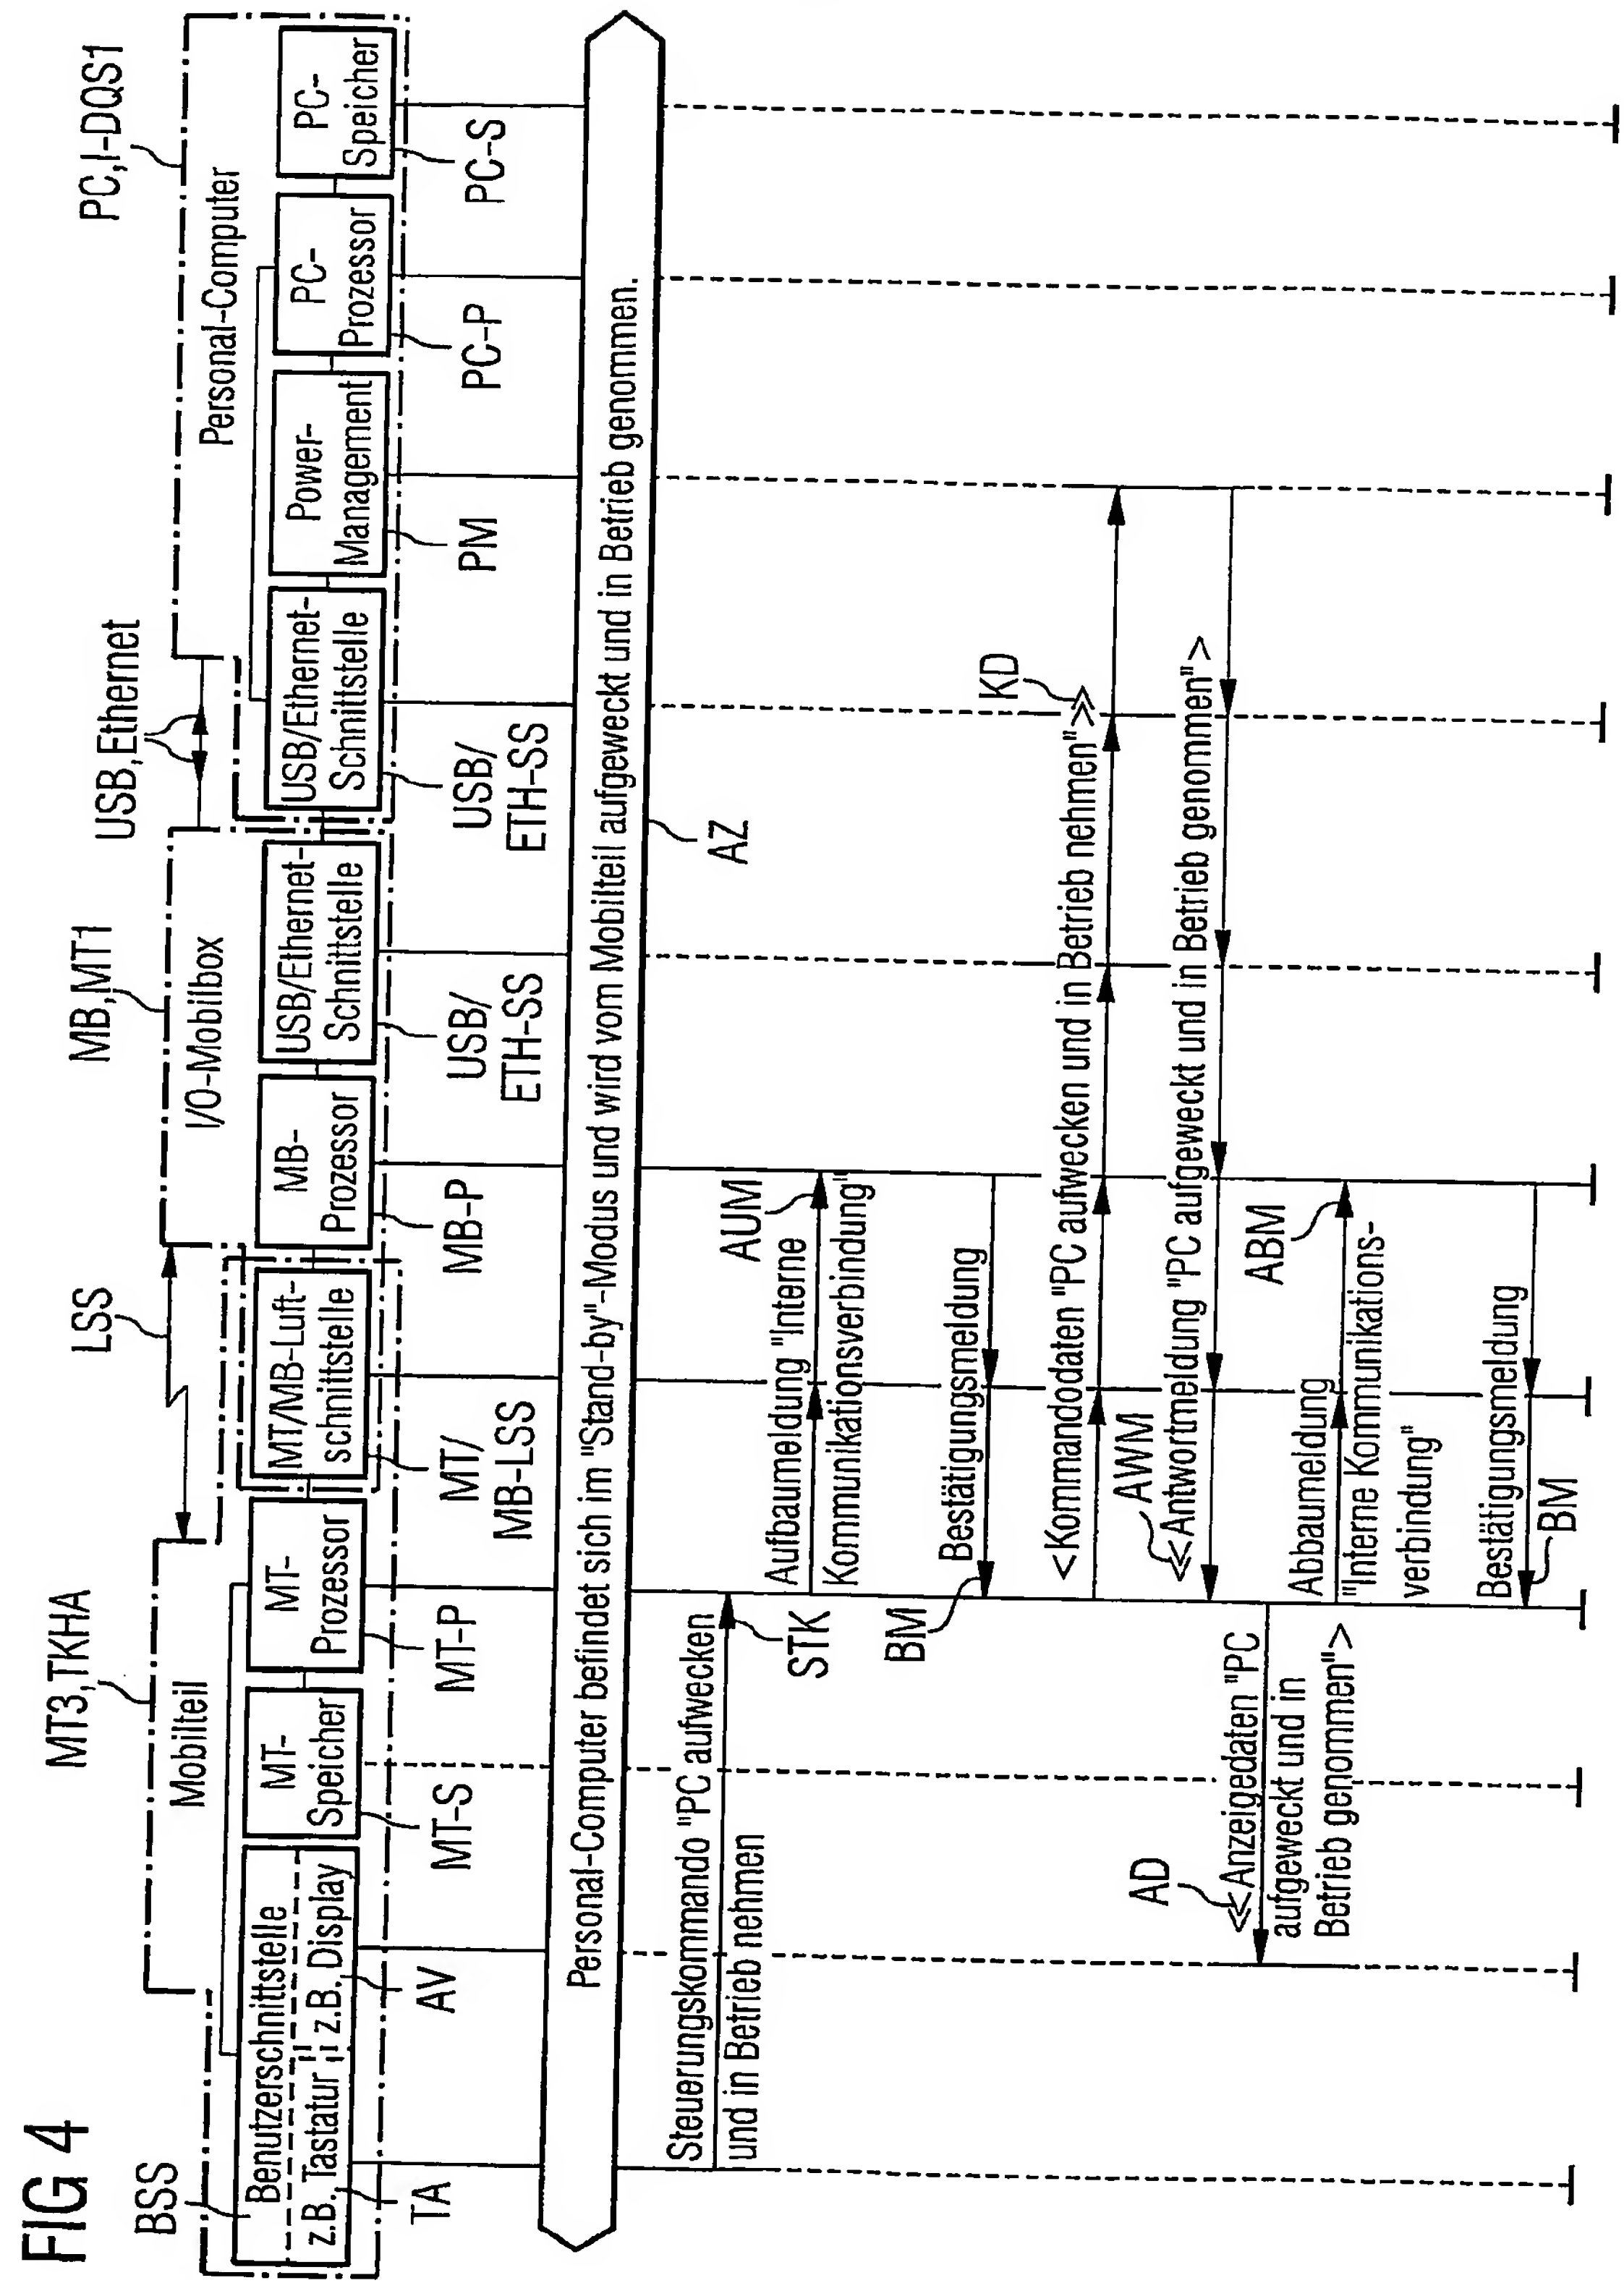 FIG 4
BSS
MT3,TKHA
LSS
MB,MT1
USB,Ethernet
PC,I-DQS1
Mobilteil
I/O-Mobilbox
Personal-Computer
Benutzerschnittstelle
z.B. Tastatur
z.B. Display
MT-
Speicher
MT-
Prozessor
MT/MB-Luft-
schnittstelle
MB-
Prozessor
USB/Ethernet-
Schnittstelle
USB/Ethernet-
Schnittstelle
Power-
Management
PC-
Prozessor
PC-
Speicher
TA
AV
MT-S
MT-P
MT/
MB-LSS
MB-P
USB/
ETH-SS
USB/
ETH-SS
PM
PC-P
PC-S
Personal-Computer befindet sich im "Stand-by"-Modus und wird vom Mobilteil aufgeweckt und in Betrieb genommen.
AZ
Steuerungskommando "PC aufwecken
und in Betrieb nehmen
STK
Aufbaumeldung "Interne
Kommunikationsverbindung"
AUM
Bestätigungsmeldung
BM
<Kommandodaten "PC aufwecken und in Betrieb nehmen">>
KD
AWM
<<Antwortmeldung "PC aufgeweckt und in Betrieb genommen">
AD
<<Anzeigedaten "PC
aufgeweckt und in
Betrieb genommen">
Abbaumeldung
"Interne Kommunikations-
verbindung"
ABM
Bestätigungsmeldung
BM